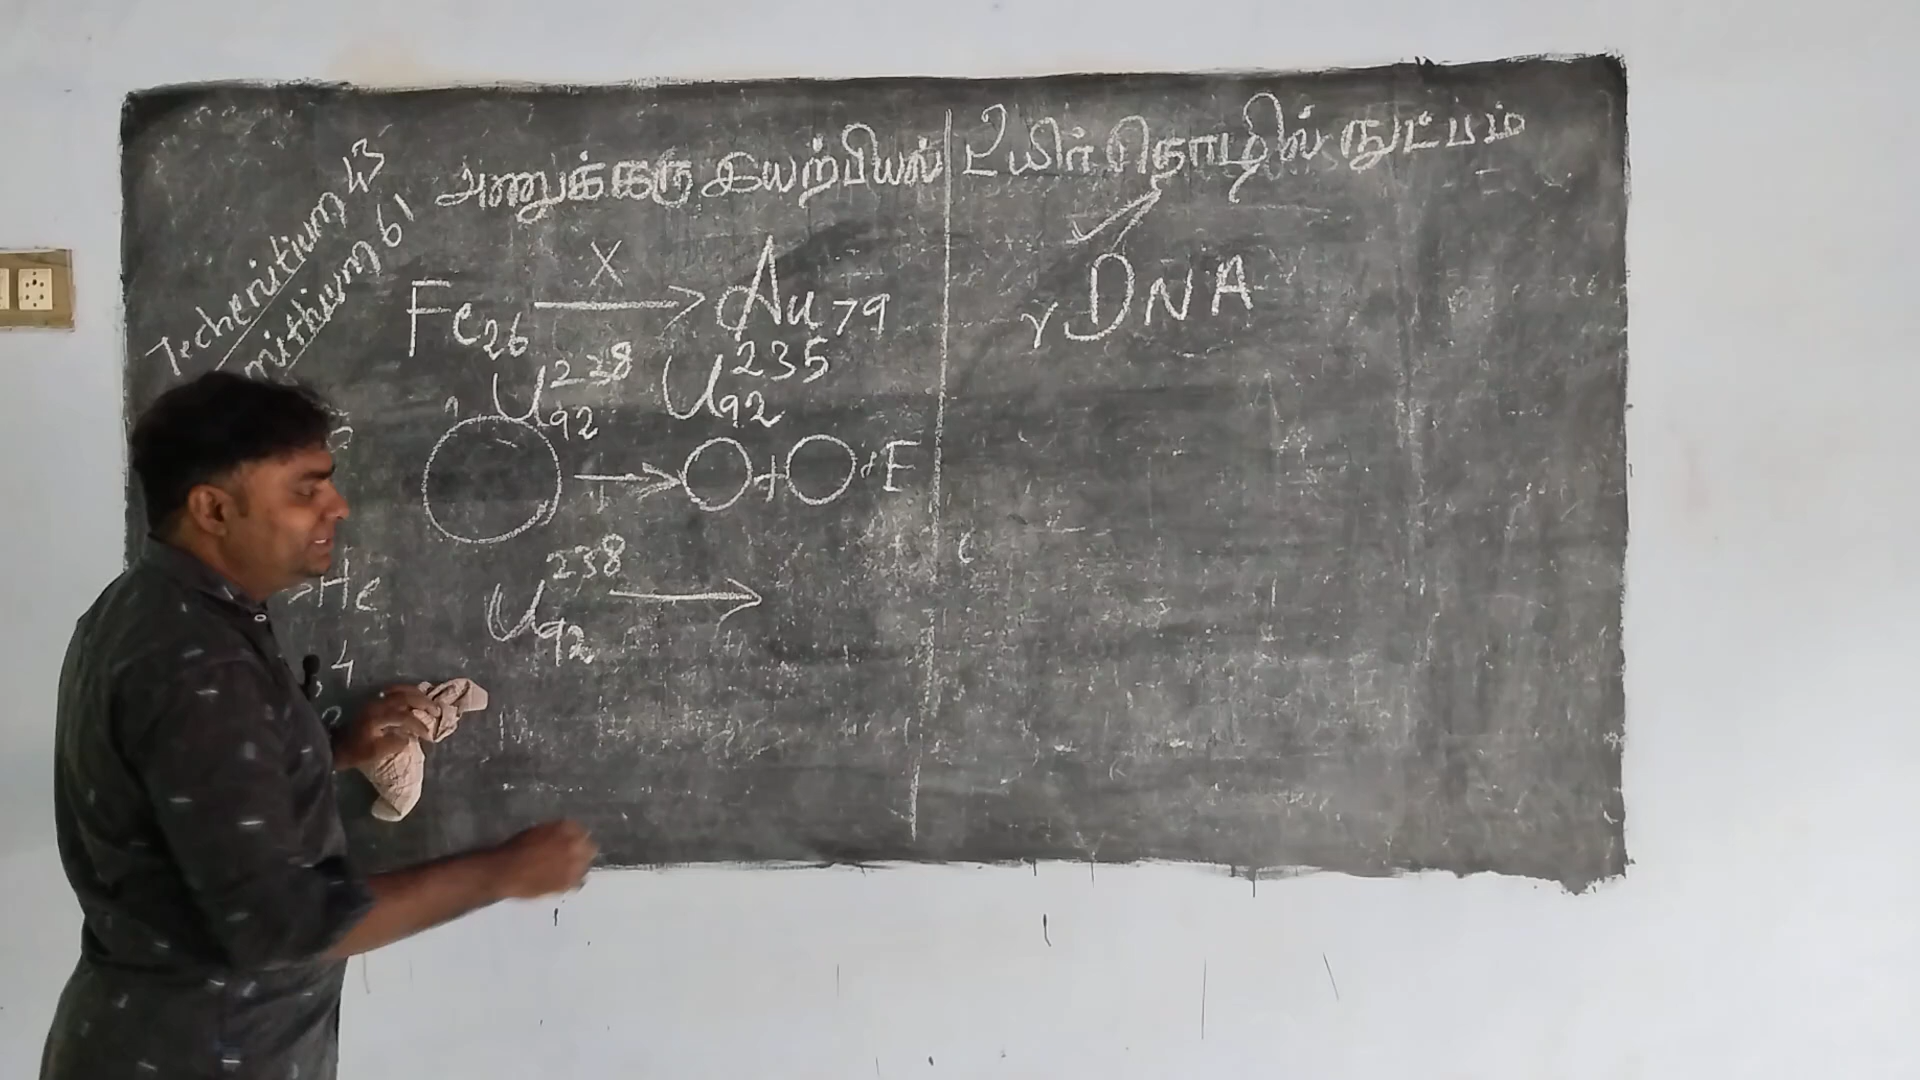 Techenitium 43
mithium 61
அணுக்கரு இயற்பியல்
Fe26 X → Au79
U 238 92 U 235 92
→ + + E
He
U 238 92 →
4
உயிர் தொழில் நுட்பம்
rDNA